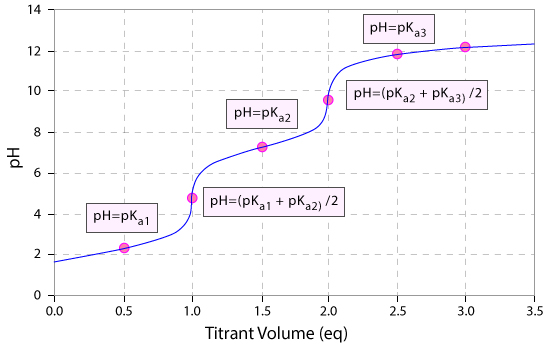 14
12
10
8
6
4
2
0
pH
pH=pKa3
pH=(pKa2 + pKa3) /2
pH=pKa2
pH=(pKa1 + pKa2) /2
pH=pKa1
0.0 0.5 1.0 1.5 2.0 2.5 3.0 3.5
Titrant Volume (eq)